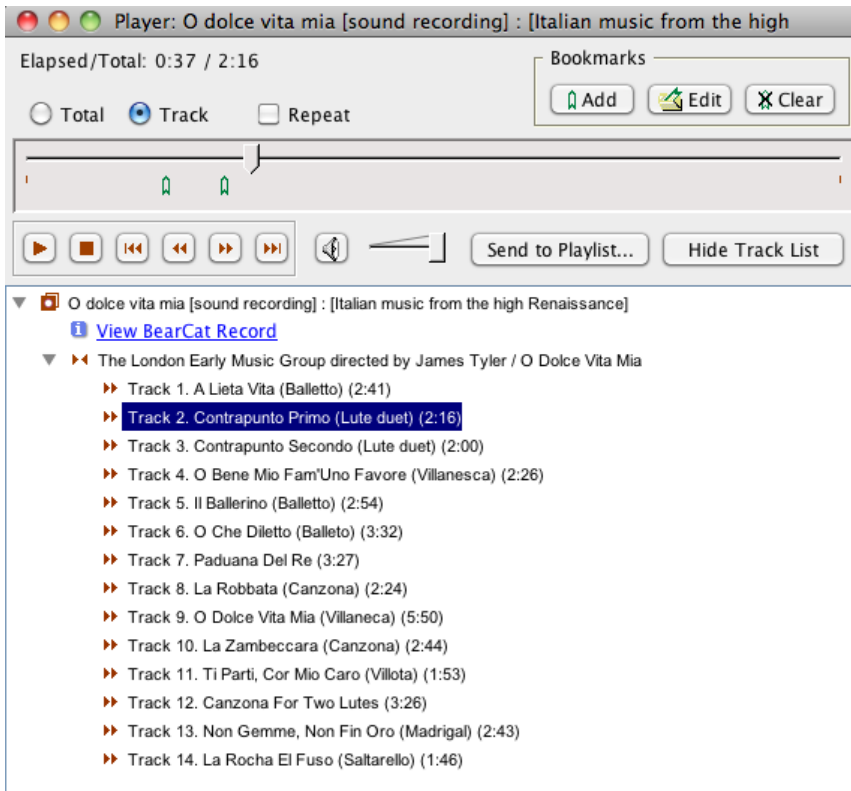 Player: O dolce vita mia [sound recording] : [Italian music from the high
Elapsed/Total: 0:37 / 2:16
Bookmarks
Add Edit Clear
Total Track Repeat
Send to Playlist... Hide Track List
O dolce vita mia [sound recording] : [Italian music from the high Renaissance]
View BearCat Record
The London Early Music Group directed by James Tyler / O Dolce Vita Mia
Track 1. A Lieta Vita (Balletto) (2:41)
Track 2. Contrapunto Primo (Lute duet) (2:16)
Track 3. Contrapunto Secondo (Lute duet) (2:00)
Track 4. O Bene Mio Fam'Uno Favore (Villanesca) (2:26)
Track 5. Il Ballerino (Balletto) (2:54)
Track 6. O Che Diletto (Balleto) (3:32)
Track 7. Paduana Del Re (3:27)
Track 8. La Robbata (Canzona) (2:24)
Track 9. O Dolce Vita Mia (Villaneca) (5:50)
Track 10. La Zambeccara (Canzona) (2:44)
Track 11. Ti Parti, Cor Mio Caro (Villota) (1:53)
Track 12. Canzona For Two Lutes (3:26)
Track 13. Non Gemme, Non Fin Oro (Madrigal) (2:43)
Track 14. La Rocha El Fuso (Saltarello) (1:46)